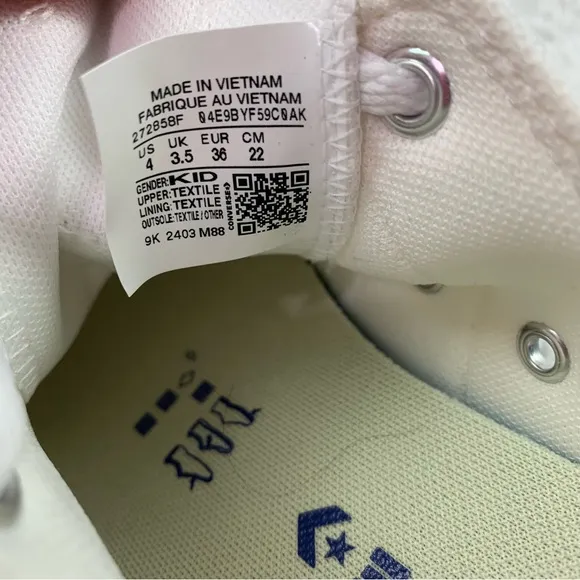 MADE IN VIETNAM
FABRIQUE AU VIETNAM
272858F 04E9BYF59C0AK
US UK EUR CM
4 3.5 36 22
GENDER:KID
UPPER:TEXTILE
LINING:TEXTILE
OUTSOLE:TEXTILE/OTHER
CONVERSE
9K 2403 M88